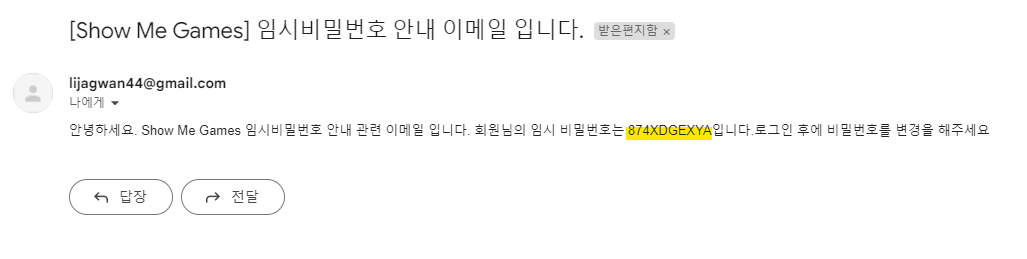 [Show Me Games] 임시비밀번호 안내 이메일 입니다. 받은편지함 ×
lijagwan44@gmail.com
나에게
안녕하세요. Show Me Games 임시비밀번호 안내 관련 이메일 입니다. 회원님의 임시 비밀번호는 874XDGEXYA입니다.로그인 후에 비밀번호를 변경을 해주세요
답장 전달